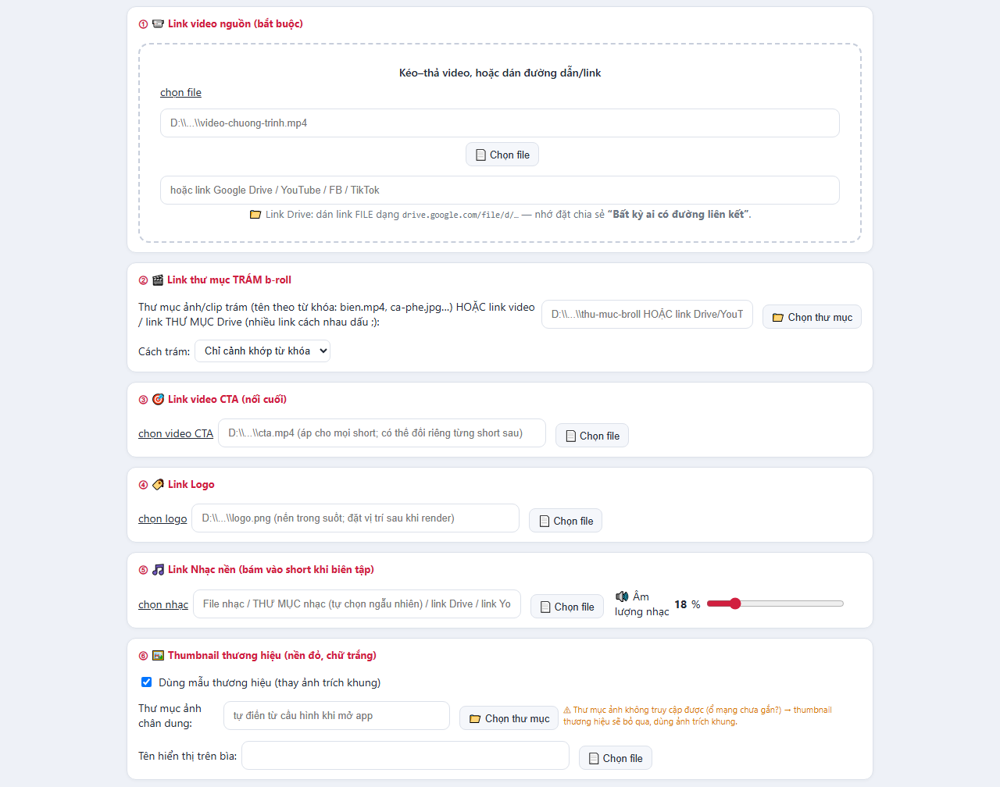 ① Link video nguồn (bắt buộc)
Kéo–thả video, hoặc dán đường dẫn/link
chọn file
D:\\...\\video-chuong-trinh.mp4
Chọn file
hoặc link Google Drive / YouTube / FB / TikTok
Link Drive: dán link FILE dạng drive.google.com/file/d/… — nhớ đặt chia sẻ “Bất kỳ ai có đường liên kết”.
② Link thư mục TRÁM b-roll
Thư mục ảnh/clip trám (tên theo từ khóa: bien.mp4, ca-phe.jpg...) HOẶC link video
/ link THƯ MỤC Drive (nhiều link cách nhau dấu ;):
D:\\...\\thu-muc-broll HOẶC link Drive/YouT
Chọn thư mục
Cách trám:
Chỉ cảnh khớp từ khóa
③ Link video CTA (nối cuối)
chọn video CTA
D:\\...\\cta.mp4 (áp cho mọi short; có thể đổi riêng từng short sau)
Chọn file
④ Link Logo
chọn logo
D:\\...\\logo.png (nền trong suốt; đặt vị trí sau khi render)
Chọn file
⑤ Link Nhạc nền (bám vào short khi biên tập)
chọn nhạc
File nhạc / THƯ MỤC nhạc (tự chọn ngẫu nhiên) / link Drive / link Yo
Chọn file
Âm
lượng nhạc
18 %
⑥ Thumbnail thương hiệu (nền đỏ, chữ trắng)
Dùng mẫu thương hiệu (thay ảnh trích khung)
Thư mục ảnh
chân dung:
tự điền từ cấu hình khi mở app
Chọn thư mục
⚠ Thư mục ảnh không truy cập được (ổ mạng chưa gắn?) → thumbnail
thương hiệu sẽ bỏ qua, dùng ảnh trích khung.
Tên hiển thị trên bìa:
Chọn file